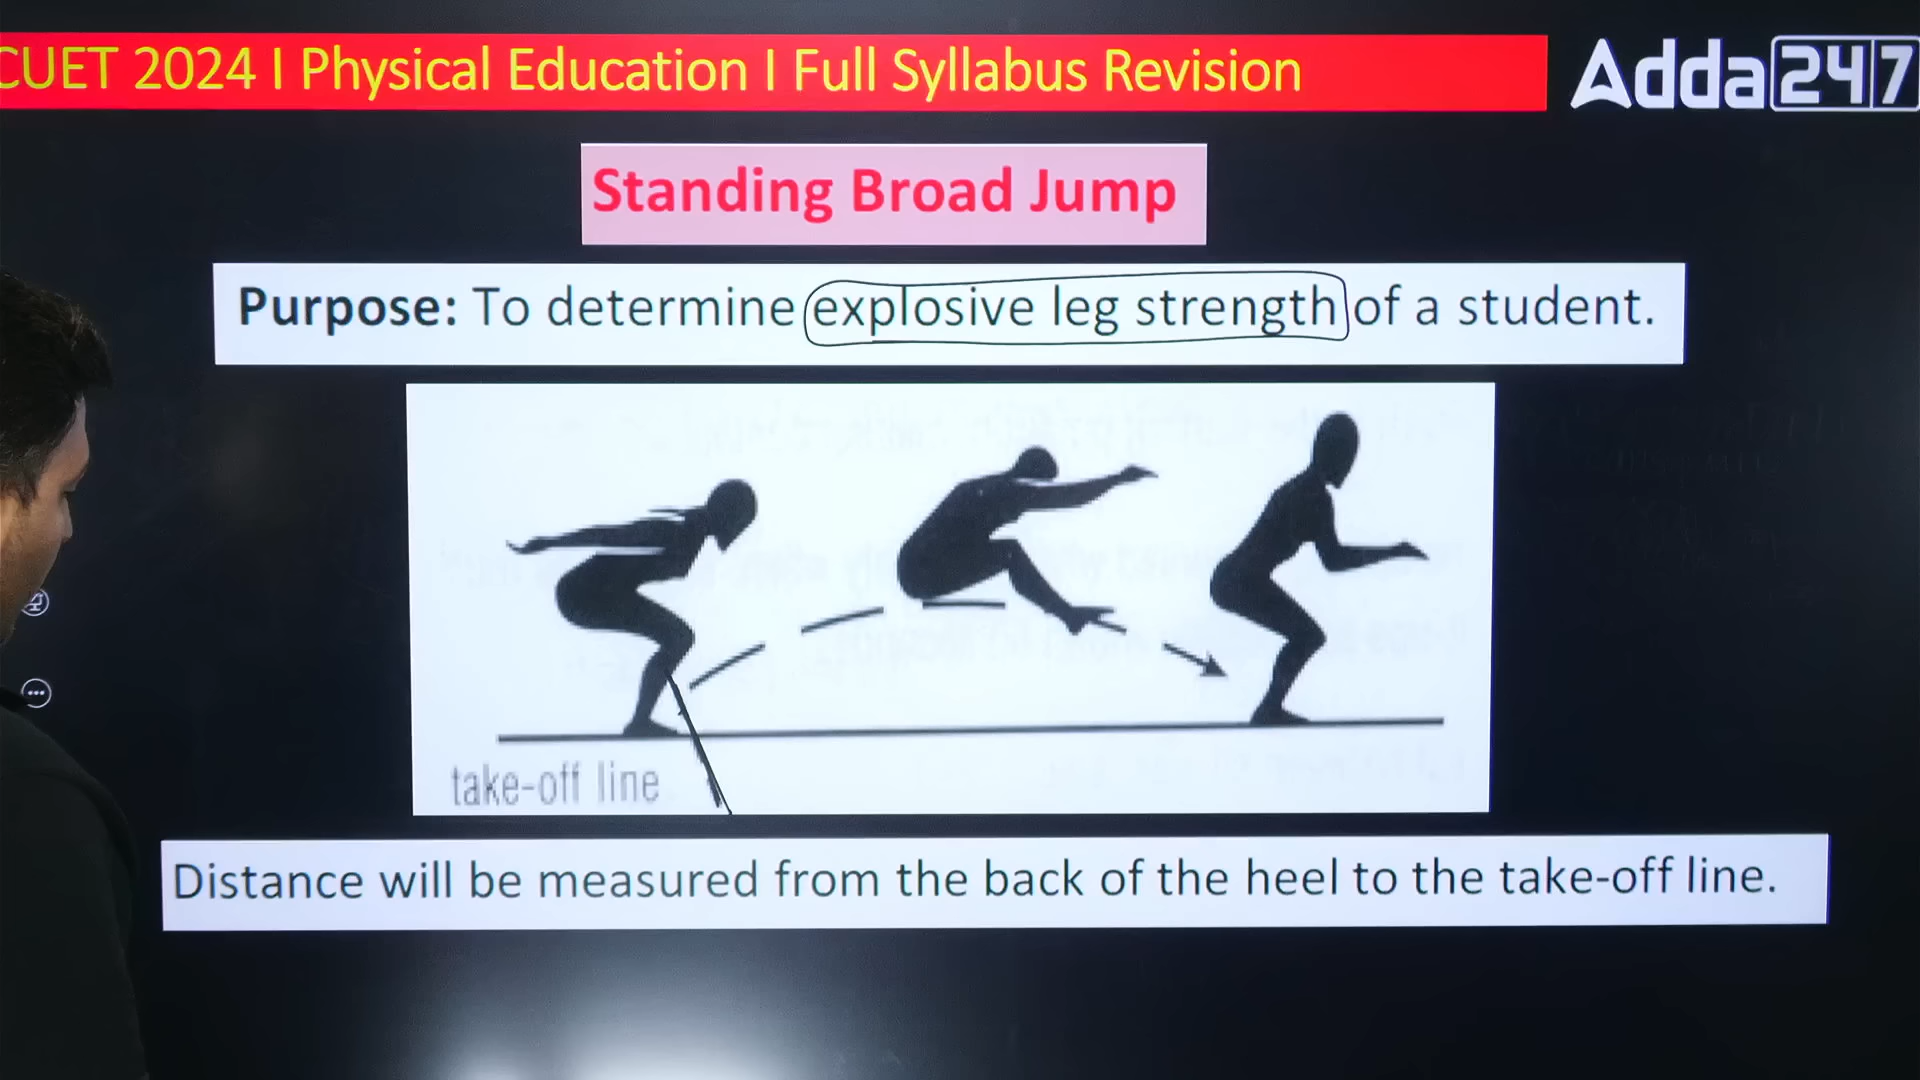 CUET 2024 I Physical Education I Full Syllabus Revision
Adda247
Standing Broad Jump
Purpose: To determine explosive leg strength of a student.
take-off line
Distance will be measured from the back of the heel to the take-off line.